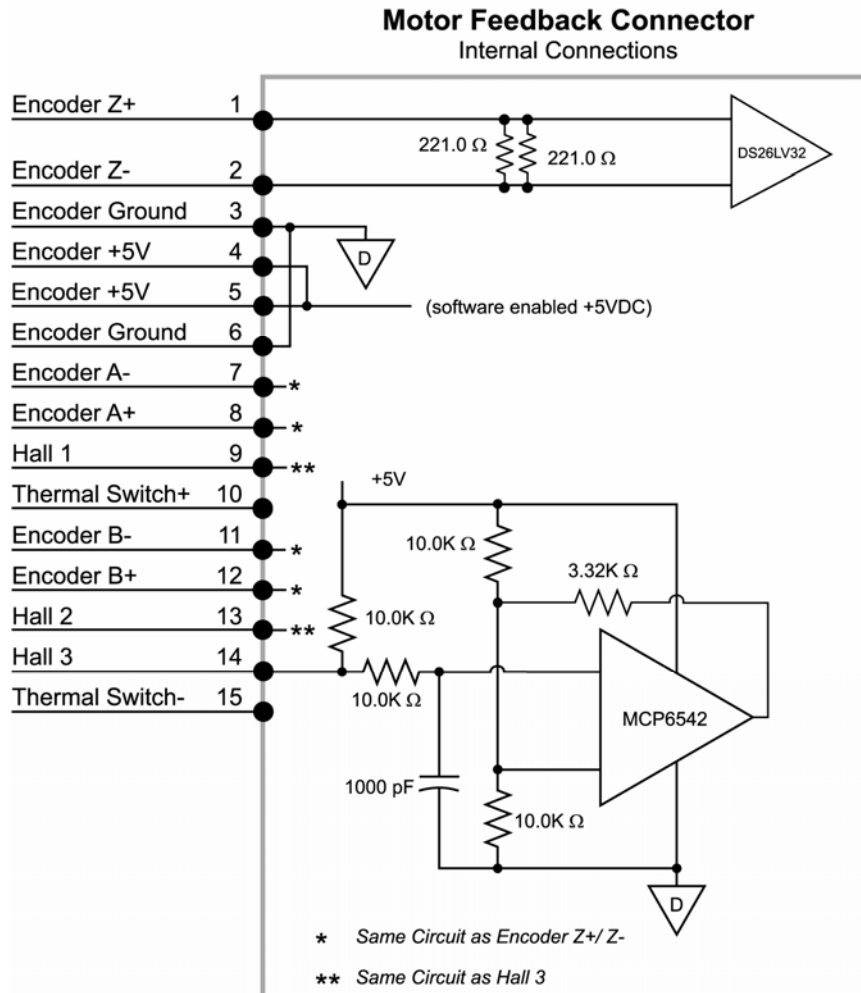 Motor Feedback Connector
Internal Connections
Encoder Z+ 1
221.0 Ω
221.0 Ω
DS26LV32
Encoder Z- 2
Encoder Ground 3
D
Encoder +5V 4
Encoder +5V 5
(software enabled +5VDC)
Encoder Ground 6
Encoder A- 7 *
Encoder A+ 8 *
Hall 1 9 **
Thermal Switch+ 10
+5V
Encoder B- 11 *
10.0K Ω
3.32K Ω
Encoder B+ 12 *
Hall 2 13 **
10.0K Ω
Hall 3 14
10.0K Ω
Thermal Switch- 15
MCP6542
1000 pF
10.0K Ω
D
* Same Circuit as Encoder Z+/ Z-
** Same Circuit as Hall 3